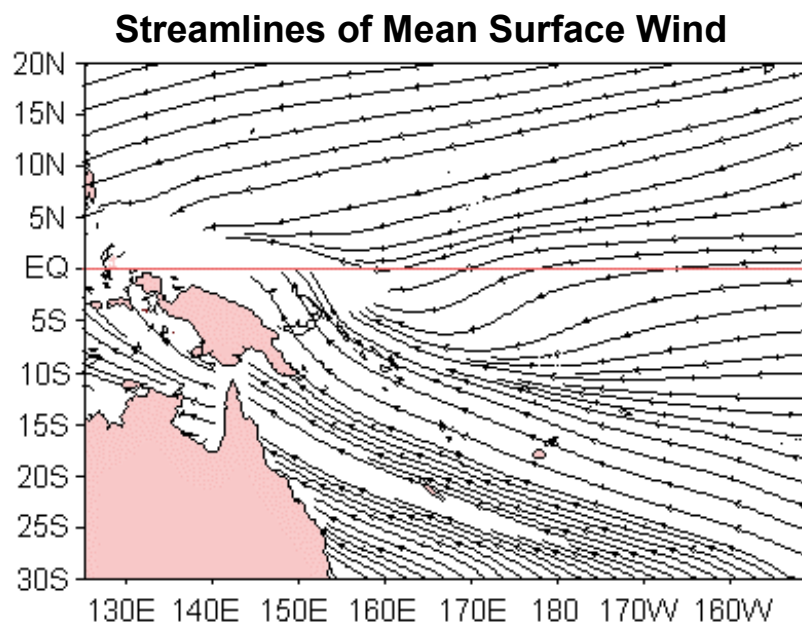 Streamlines of Mean Surface Wind
20N
15N
10N
5N
EQ
5S
10S
15S
20S
25S
30S
130E 140E 150E 160E 170E 180 170W 160W